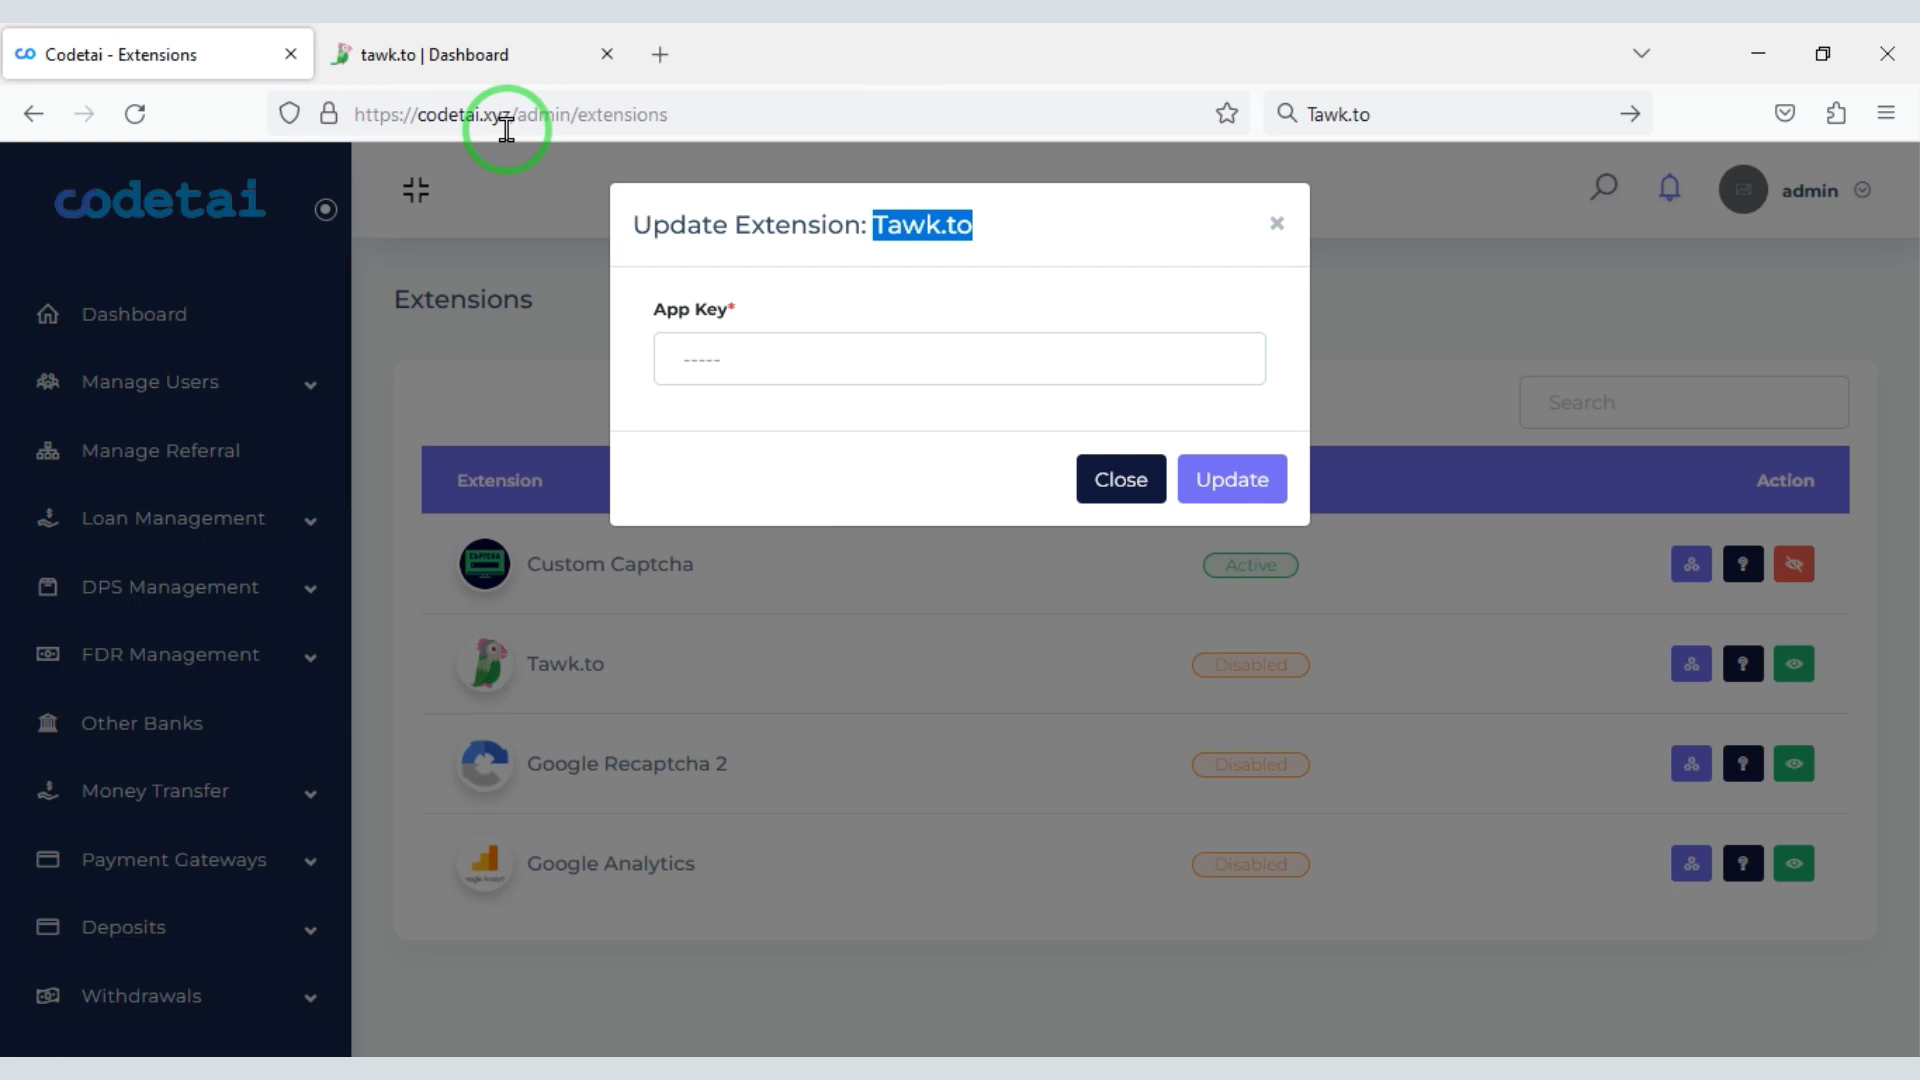 Codetai - Extensions
tawk.to | Dashboard
https://codetai.xyz/admin/extensions
Tawk.to
codetai
admin
Update Extension: Tawk.to
App Key*
-----
Close
Update
Dashboard
Manage Users
Manage Referral
Loan Management
DPS Management
FDR Management
Other Banks
Money Transfer
Payment Gateways
Deposits
Withdrawals
Extensions
Search
Extension
Action
CAPTCHA
Custom Captcha
Active
Tawk.to
Disabled
Google Recaptcha 2
Disabled
Google Analytics
Disabled